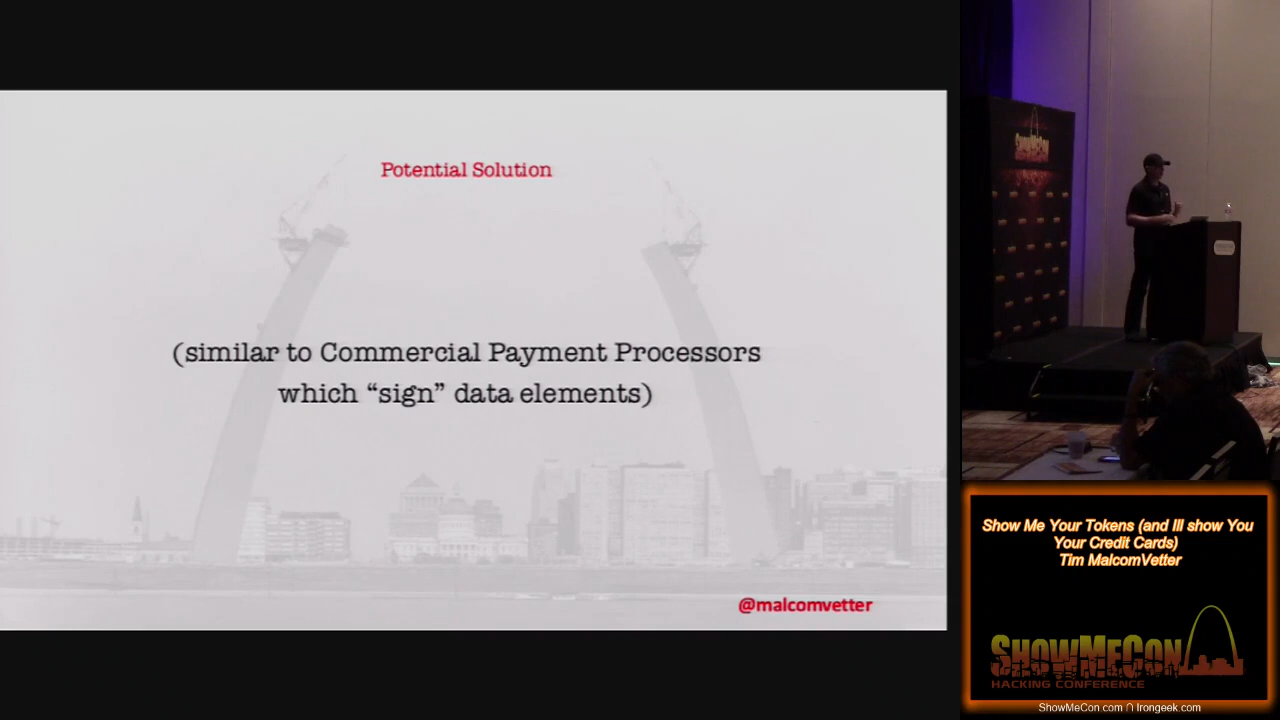 Potential Solution
(similar to Commercial Payment Processors
which “sign” data elements)
@malcomvetter
SHOWMECON
Show Me Your Tokens (and Ill show You
Your Credit Cards)
Tim MalcomVetter
SHOWMECON
HACKING CONFERENCE
ShowMeCon.com ∩ Irongeek.com